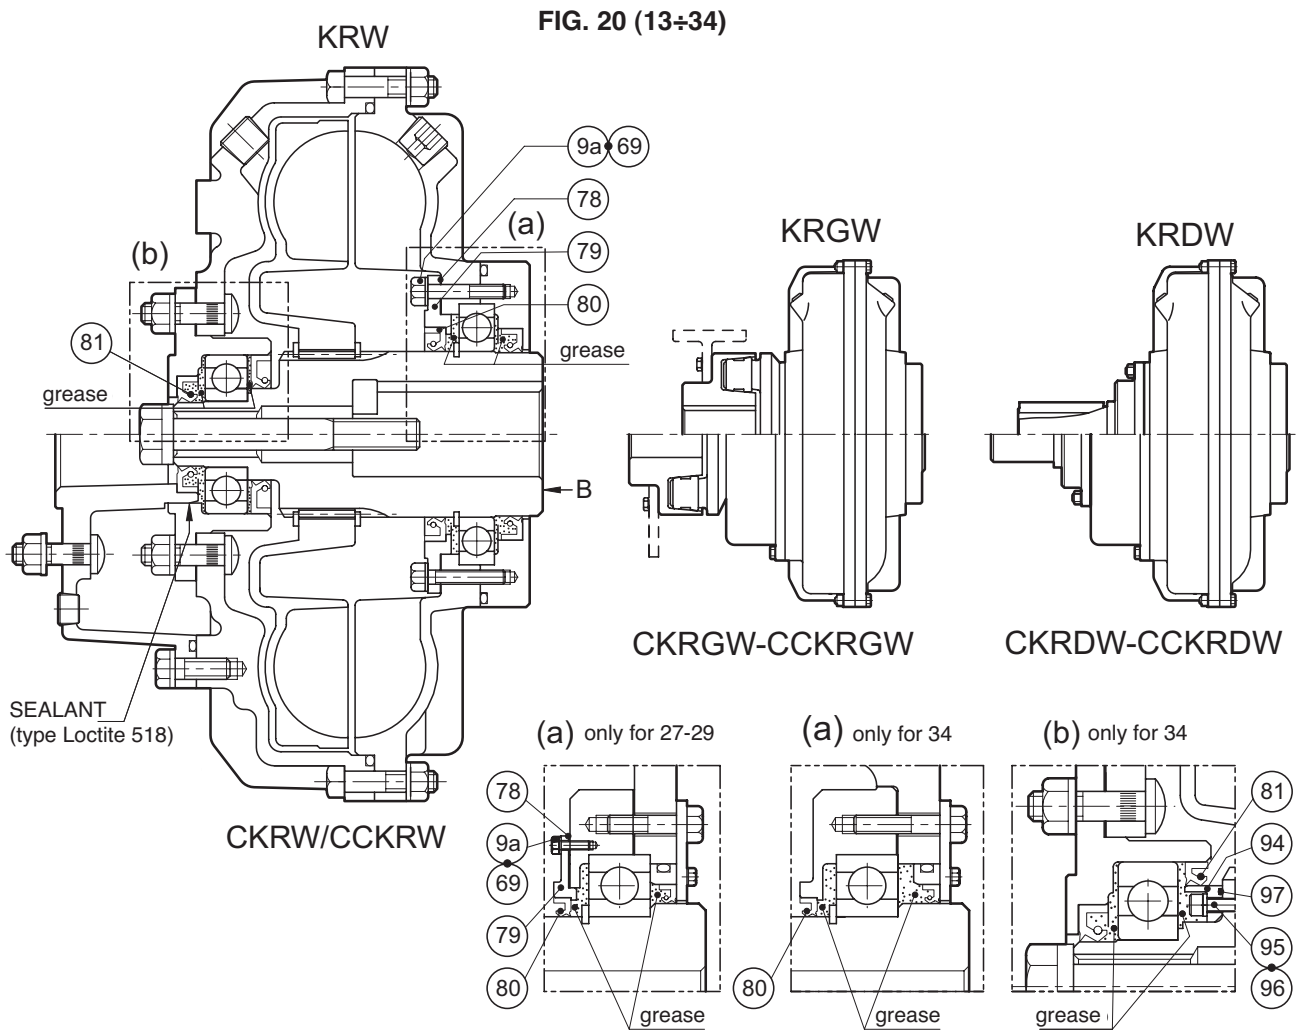 FIG. 20 (13÷34)
KRW
9a 69
78
(a)
79
(b)
80
81
grease
grease
B
SEALANT
(type Loctite 518)
CKRW/CCKRW
KRGW
KRDW
CKRGW-CCKRGW
CKRDW-CCKRDW
(a) only for 27-29
78
9a
69
79
80
grease
(a) only for 34
80
grease
(b) only for 34
81
94
97
95
96
grease